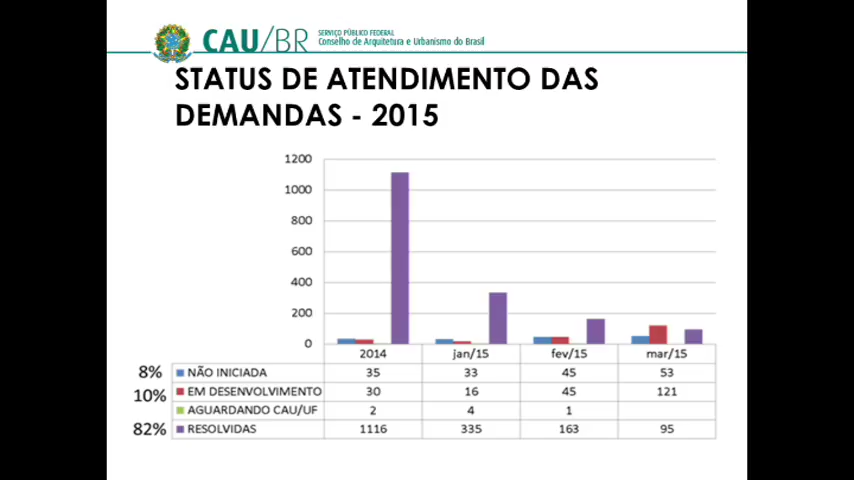 CAU/BR
SERVIÇO PÚBLICO FEDERAL
Conselho de Arquitetura e Urbanismo do Brasil
STATUS DE ATENDIMENTO DAS
DEMANDAS - 2015
1200
1000
800
600
400
200
0
2014 jan/15 fev/15 mar/15
8% NÃO INICIADA 35 33 45 53
10% EM DESENVOLVIMENTO 30 16 45 121
AGUARDANDO CAU/UF 2 4 1
82% RESOLVIDAS 1116 335 163 95